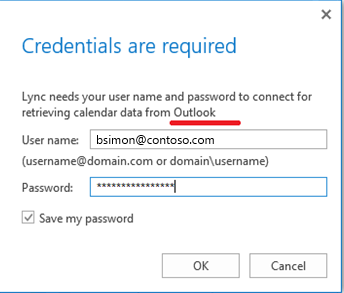 Credentials are required
Lync needs your user name and password to connect for
retrieving calendar data from Outlook
User name: bsimon@contoso.com
(username@domain.com or domain\username)
Password: ****************
Save my password
OK Cancel